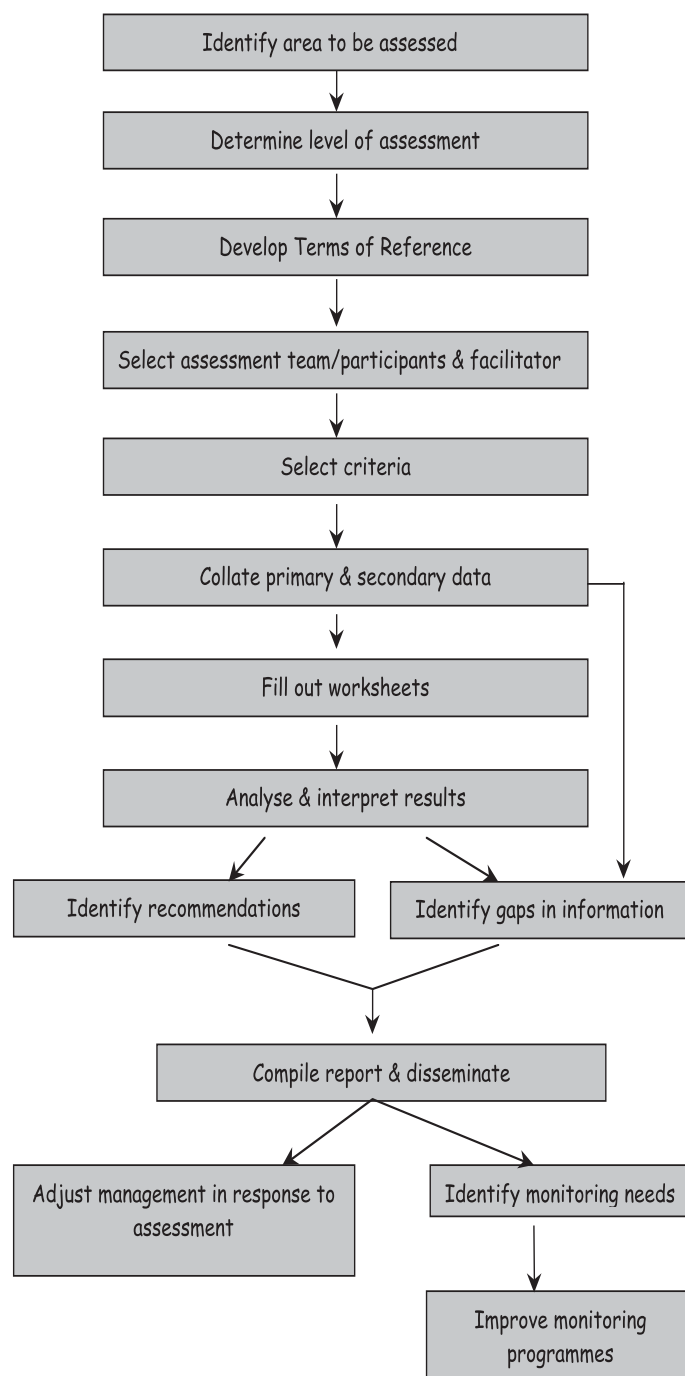 Identify area to be assessed
Determine level of assessment
Develop Terms of Reference
Select assessment team/participants & facilitator
Select criteria
Collate primary & secondary data
Fill out worksheets
Analyse & interpret results
Identify recommendations
Identify gaps in information
Compile report & disseminate
Adjust management in response to
assessment
Identify monitoring needs
Improve monitoring
programmes